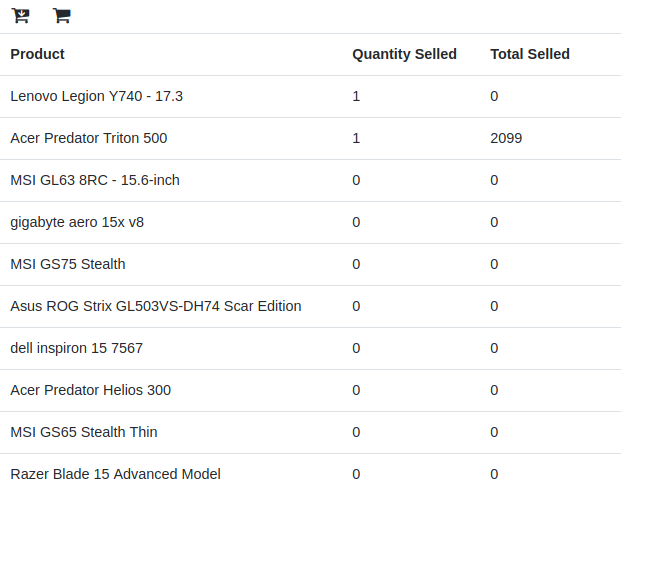 Product Quantity Selled Total Selled
Lenovo Legion Y740 - 17.3 1 0
Acer Predator Triton 500 1 2099
MSI GL63 8RC - 15.6-inch 0 0
gigabyte aero 15x v8 0 0
MSI GS75 Stealth 0 0
Asus ROG Strix GL503VS-DH74 Scar Edition 0 0
dell inspiron 15 7567 0 0
Acer Predator Helios 300 0 0
MSI GS65 Stealth Thin 0 0
Razer Blade 15 Advanced Model 0 0